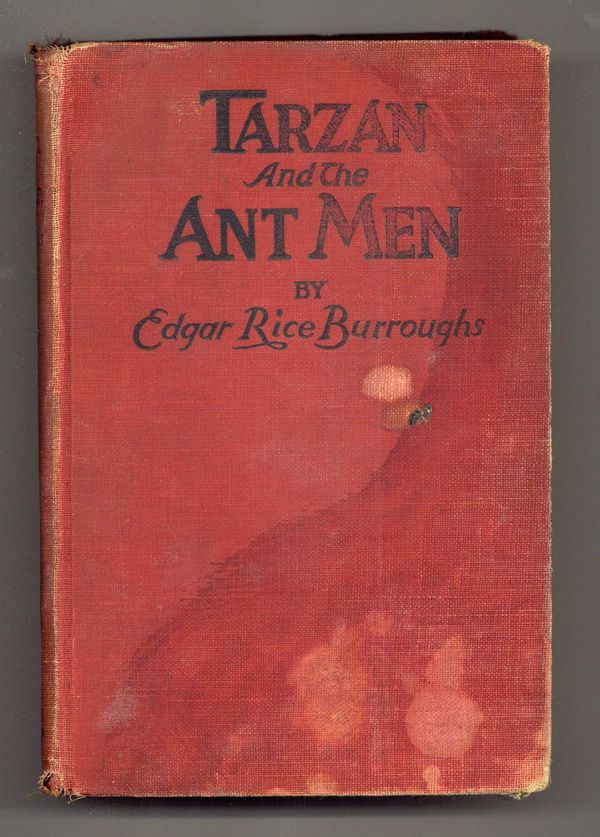 TARZAN
And The
ANT MEN
BY
Edgar Rice Burroughs